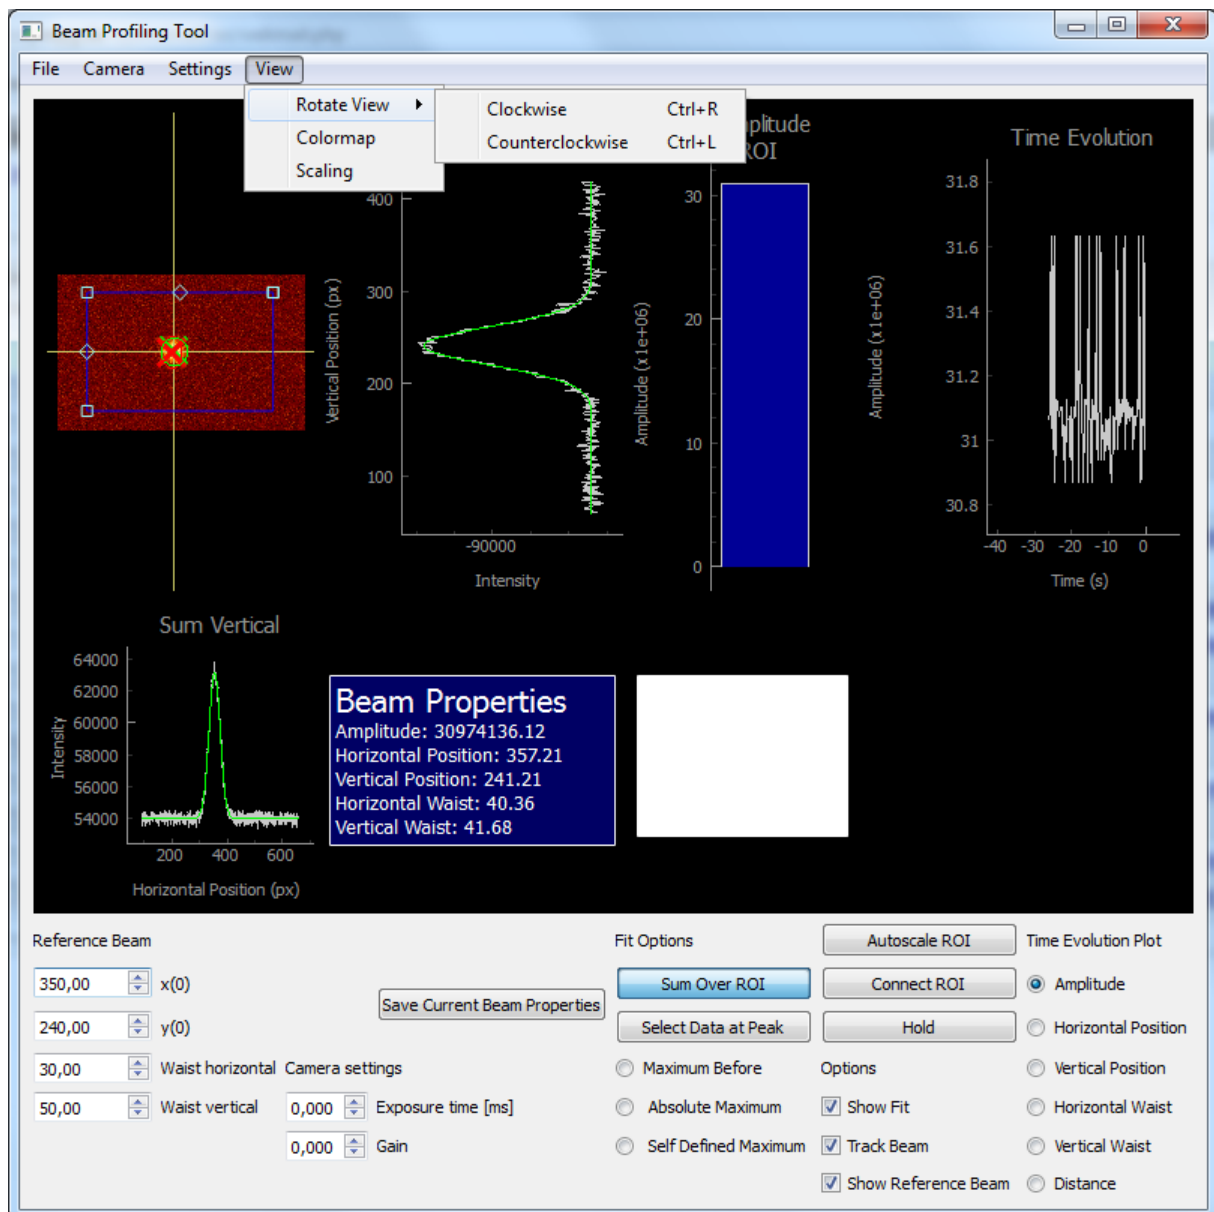 Beam Profiling Tool
File Camera Settings View
Rotate View
Colormap
Scaling
Clockwise Ctrl+R
Counterclockwise Ctrl+L
ROI
Time Evolution
400
300
200
100
Vertical Position (px)
-90000
Intensity
30
20
10
0
Amplitude (x1e+06)
31.8
31.6
31.4
31.2
31
30.8
Amplitude (x1e+06)
-40 -30 -20 -10 0
Time (s)
Sum Vertical
64000
62000
60000
58000
56000
54000
Intensity
200 400 600
Horizontal Position (px)
Beam Properties
Amplitude: 30974136.12
Horizontal Position: 357.21
Vertical Position: 241.21
Horizontal Waist: 40.36
Vertical Waist: 41.68
Reference Beam
350,00 x(0)
240,00 y(0)
30,00 Waist horizontal
50,00 Waist vertical
Save Current Beam Properties
Camera settings
0,000 Exposure time [ms]
0,000 Gain
Fit Options
Sum Over ROI
Select Data at Peak
Maximum Before
Absolute Maximum
Self Defined Maximum
Autoscale ROI
Connect ROI
Hold
Options
Show Fit
Track Beam
Show Reference Beam
Time Evolution Plot
Amplitude
Horizontal Position
Vertical Position
Horizontal Waist
Vertical Waist
Distance